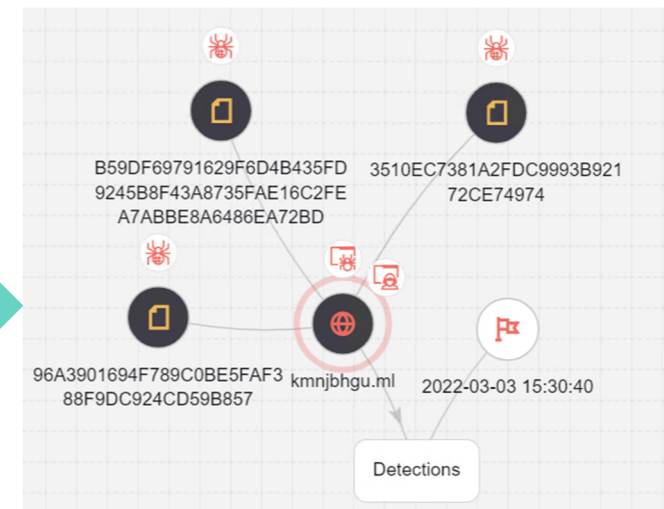 B59DF69791629F6D4B435FD
9245B8F43A8735FAE16C2FE
A7ABBE8A6486EA72BD
3510EC7381A2FDC9993B921
72CE74974
96A3901694F789C0BE5FAF3
88F9DC924CD59B857
kmnjbhgu.ml
2022-03-03 15:30:40
Detections